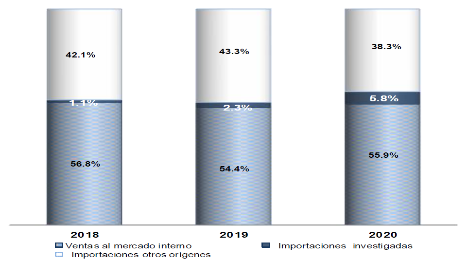 42.1% 43.3% 38.3%
1.1% 2.3% 5.8%
56.8% 54.4% 55.9%
2018 2019 2020
Ventas al mercado interno Importaciones investigadas
Importaciones otros orígenes